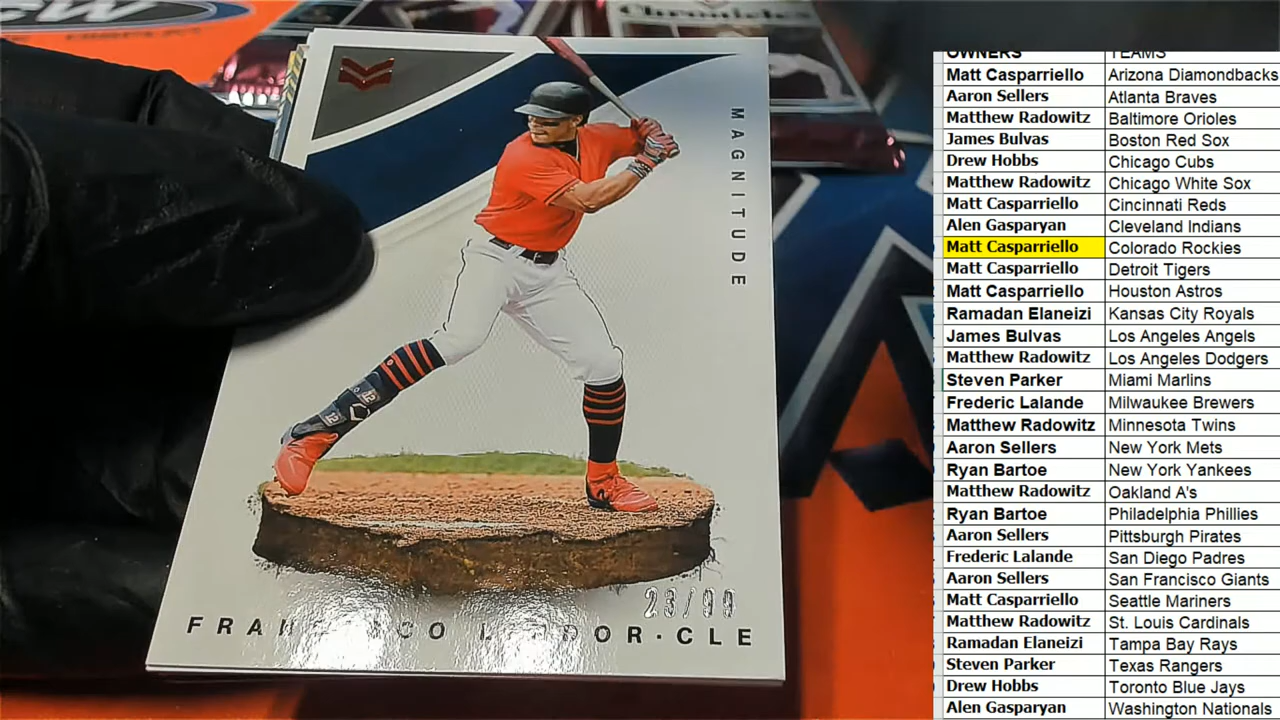 Chronicles
MAGNITUDE
23/99
FRANCISCO LINDOR · CLE
12
12
OWNERS TEAMS
Matt Casparriello Arizona Diamondbacks
Aaron Sellers Atlanta Braves
Matthew Radowitz Baltimore Orioles
James Bulvas Boston Red Sox
Drew Hobbs Chicago Cubs
Matthew Radowitz Chicago White Sox
Matt Casparriello Cincinnati Reds
Alen Gasparyan Cleveland Indians
Matt Casparriello Colorado Rockies
Matt Casparriello Detroit Tigers
Matt Casparriello Houston Astros
Ramadan Elaneizi Kansas City Royals
James Bulvas Los Angeles Angels
Matthew Radowitz Los Angeles Dodgers
Steven Parker Miami Marlins
Frederic Lalande Milwaukee Brewers
Matthew Radowitz Minnesota Twins
Aaron Sellers New York Mets
Ryan Bartoe New York Yankees
Matthew Radowitz Oakland A's
Ryan Bartoe Philadelphia Phillies
Aaron Sellers Pittsburgh Pirates
Frederic Lalande San Diego Padres
Aaron Sellers San Francisco Giants
Matt Casparriello Seattle Mariners
Matthew Radowitz St. Louis Cardinals
Ramadan Elaneizi Tampa Bay Rays
Steven Parker Texas Rangers
Drew Hobbs Toronto Blue Jays
Alen Gasparyan Washington Nationals